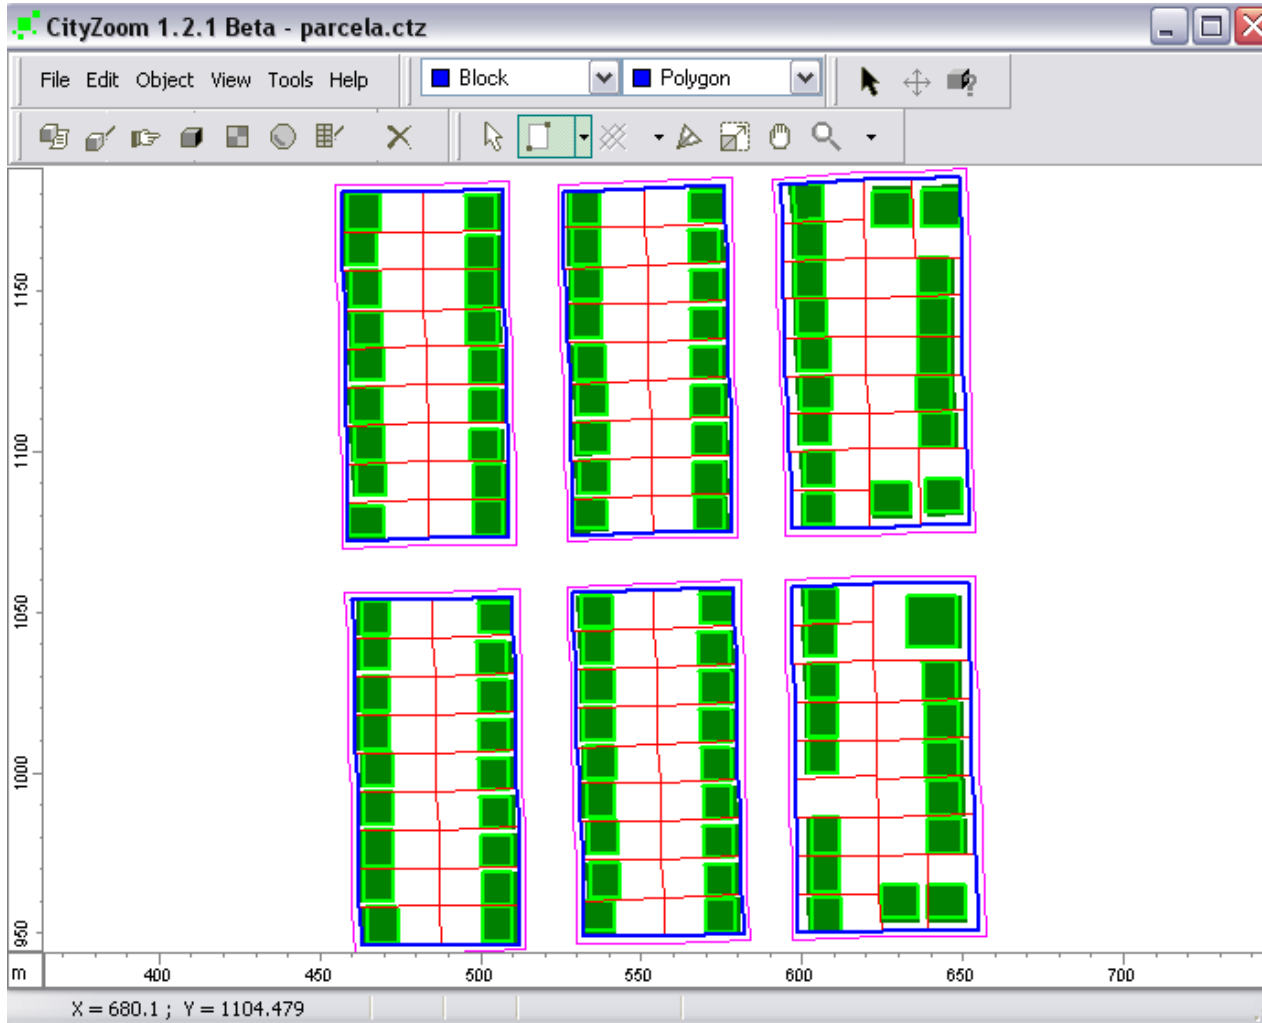 CityZoom 1.2.1 Beta - parcela.ctz
File Edit Object View Tools Help Block Polygon
1150
1100
1050
1000
950
m 400 450 500 550 600 650 700
X = 680.1 ; Y = 1104.479